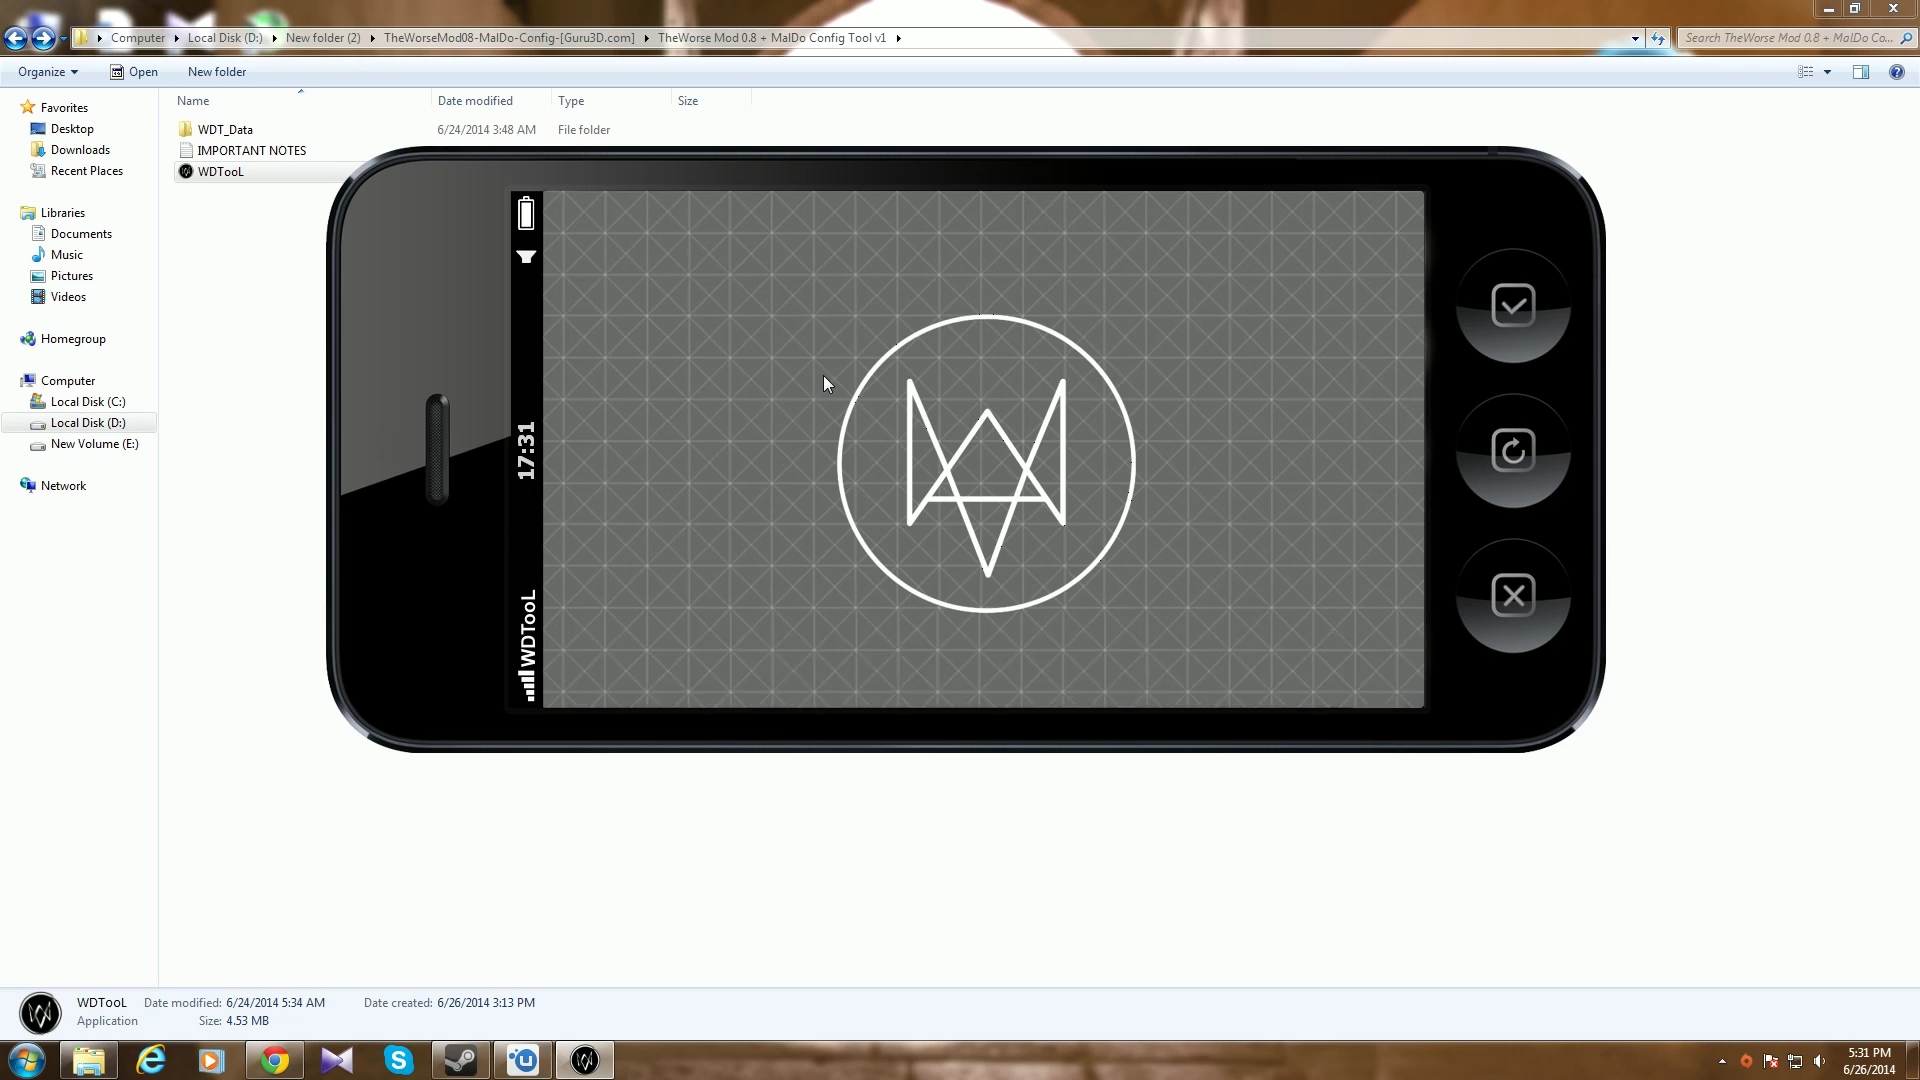 Computer
Local Disk (D:)
New folder (2)
TheWorseMod08-MalDo-Config-[Guru3D.com]
TheWorse Mod 0.8 + MalDo Config Tool v1
Search TheWorse Mod 0.8 + MalDo Co...
Organize
Open
New folder
Name
Date modified
Type
Size
Favorites
Desktop
Downloads
Recent Places
Libraries
Documents
Music
Pictures
Videos
Homegroup
Computer
Local Disk (C:)
Local Disk (D:)
New Volume (E:)
Network
WDT_Data
6/24/2014 3:48 AM
File folder
IMPORTANT NOTES
WDTooL
17:31
WDTooL
WDTooL
Date modified: 6/24/2014 5:34 AM
Date created: 6/26/2014 3:13 PM
Application
Size: 4.53 MB
5:31 PM
6/26/2014